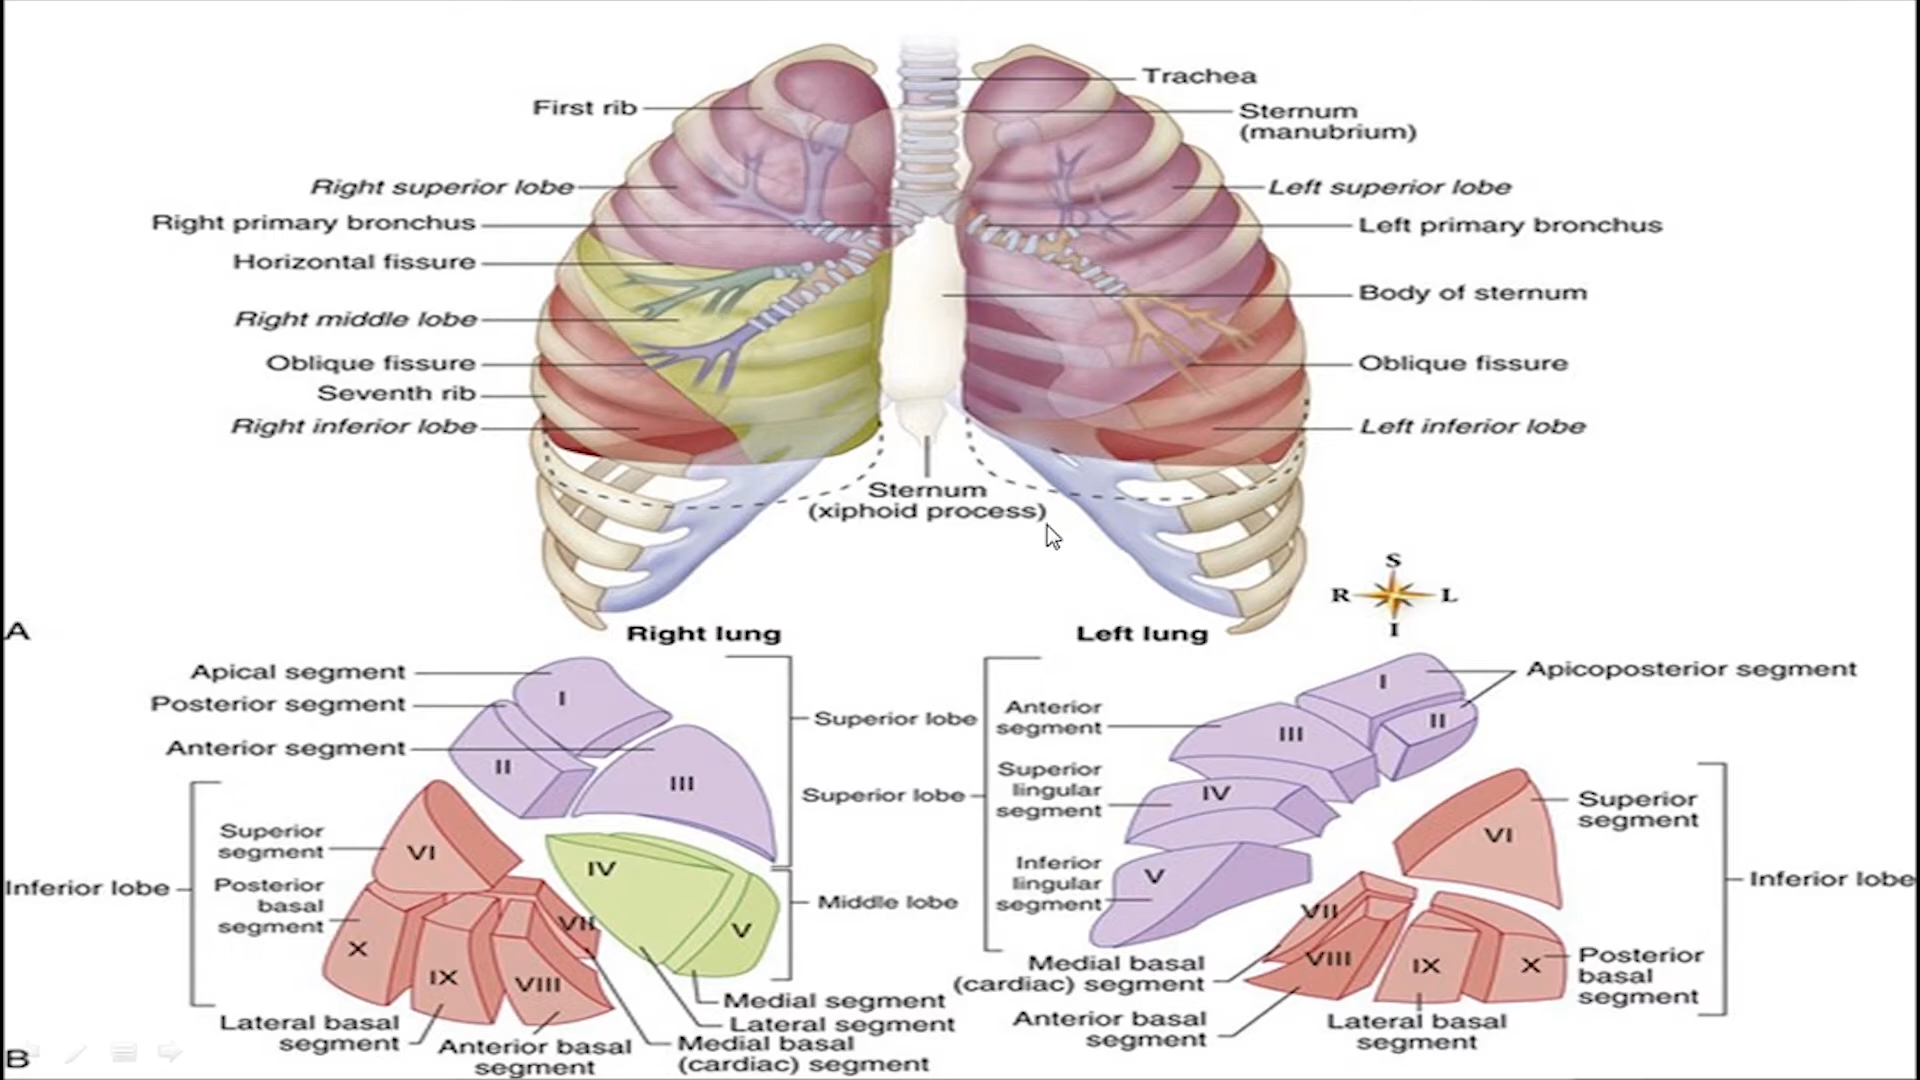 Trachea
First rib
Sternum
(manubrium)
Right superior lobe
Left superior lobe
Right primary bronchus
Left primary bronchus
Horizontal fissure
Body of sternum
Right middle lobe
Oblique fissure
Oblique fissure
Seventh rib
Right inferior lobe
Left inferior lobe
Sternum
(xiphoid process)
S
R
L
I
A
Right lung
Left lung
Apical segment
Posterior segment
Anterior segment
I
II
III
Superior lobe
Superior lobe
Inferior lobe
Superior
segment
Posterior
basal
segment
VI
X
IX
VIII
VII
IV
V
Middle lobe
Lateral basal
segment
Anterior basal
segment
Medial segment
Lateral segment
Medial basal
(cardiac) segment
Apicoposterior segment
Anterior
segment
Superior
lingular
segment
Inferior
lingular
segment
I
II
III
IV
V
VI
Superior
segment
Inferior lobe
VII
VIII
IX
X
Posterior
basal
segment
Medial basal
(cardiac) segment
Anterior basal
segment
Lateral basal
segment
B